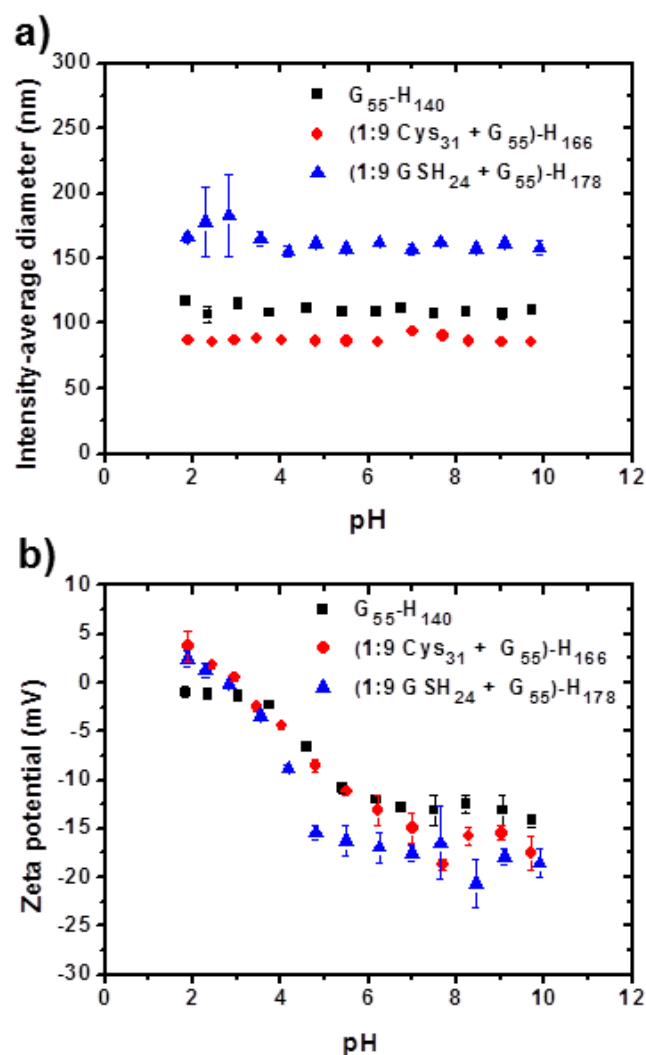 a)
300
250
200
150
100
50
0
Intensity-average diameter (nm)
G55-H140
(1:9 Cys31 + G55)-H166
(1:9 GSH24 + G55)-H178
0 2 4 6 8 10 12
pH
b)
10
5
0
-5
-10
-15
-20
-25
-30
Zeta potential (mV)
G55-H140
(1:9 Cys31 + G55)-H166
(1:9 GSH24 + G55)-H178
0 2 4 6 8 10 12
pH